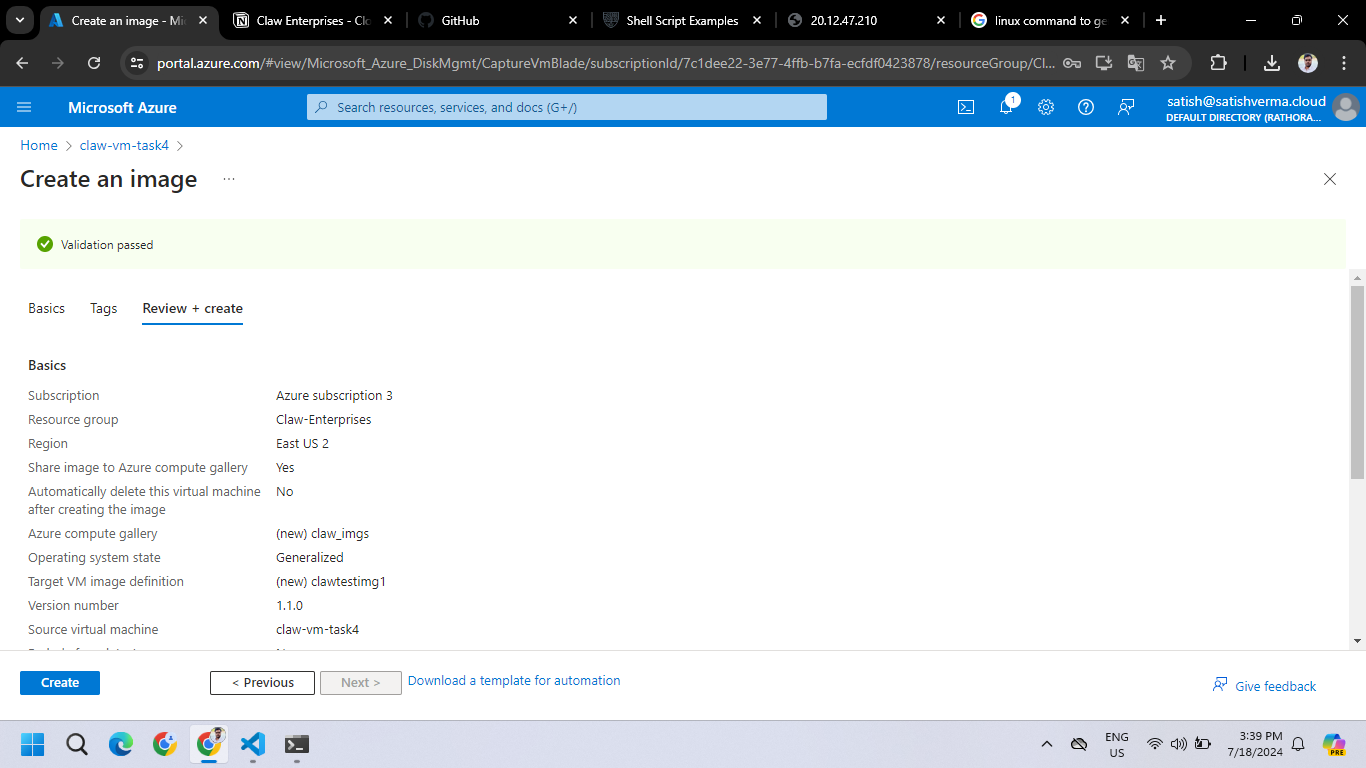 Create an image - Mi
Claw Enterprises - Clo
GitHub
Shell Script Examples
20.12.47.210
linux command to ge
portal.azure.com/#view/Microsoft_Azure_DiskMgmt/CaptureVmBlade/subscriptionId/7c1dee22-3e77-4ffb-b7fa-ecfdf0423878/resourceGroup/Cl...
Microsoft Azure
Search resources, services, and docs (G+/)
1
satish@satishverma.cloud
DEFAULT DIRECTORY (RATHORA...
Home > claw-vm-task4 >
Create an image ...
Validation passed
Basics Tags Review + create
Basics
Subscription Azure subscription 3
Resource group Claw-Enterprises
Region East US 2
Share image to Azure compute gallery Yes
Automatically delete this virtual machine No
after creating the image
Azure compute gallery (new) claw_imgs
Operating system state Generalized
Target VM image definition (new) clawtestimg1
Version number 1.1.0
Source virtual machine claw-vm-task4
Create < Previous Next > Download a template for automation
Give feedback
ENG
US
3:39 PM
7/18/2024
PRE